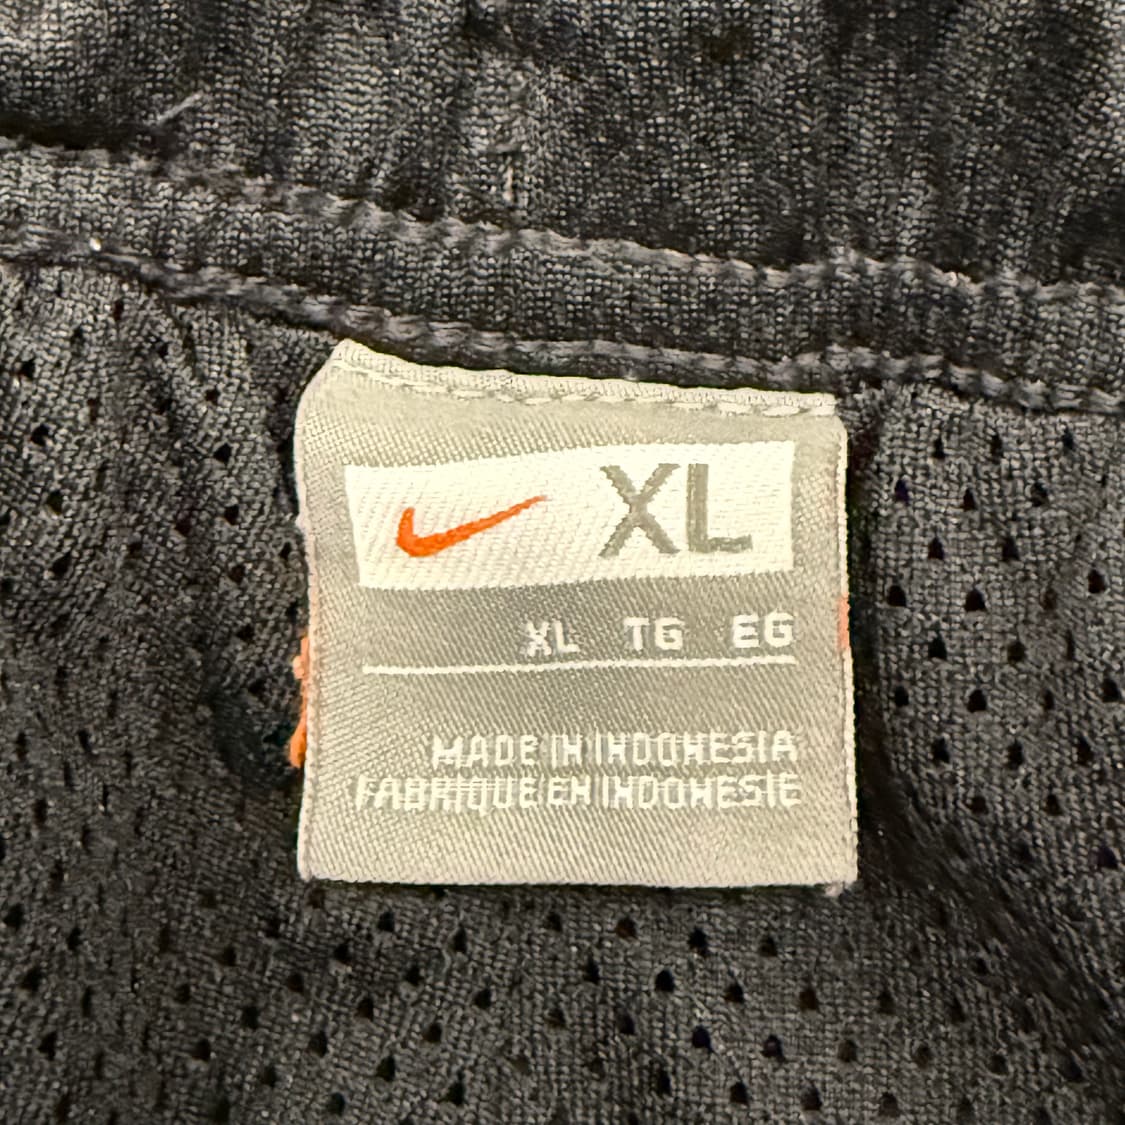 XL
XL TG EG
MADE IN INDONESIA
FABRIQUE EN INDONESIE